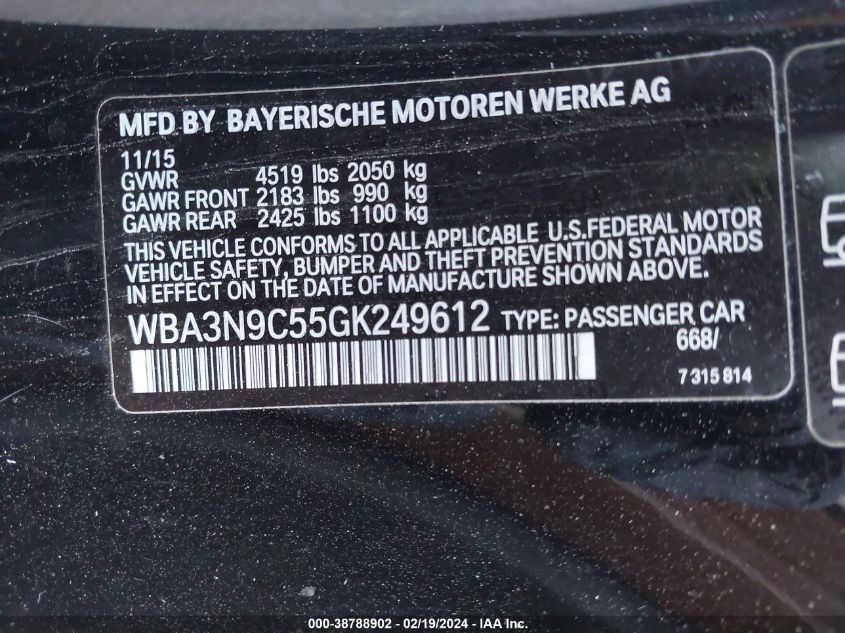 MFD BY BAYERISCHE MOTOREN WERKE AG
11/15
GVWR 4519 lbs 2050 kg
GAWR FRONT 2183 lbs 990 kg
GAWR REAR 2425 lbs 1100 kg
THIS VEHICLE CONFORMS TO ALL APPLICABLE U.S.FEDERAL MOTOR
VEHICLE SAFETY, BUMPER AND THEFT PREVENTION STANDARDS
IN EFFECT ON THE DATE OF MANUFACTURE SHOWN ABOVE.
WBA3N9C55GK249612 TYPE: PASSENGER CAR
668/
7 315 814
000-38788902 - 02/19/2024 - IAAI.com